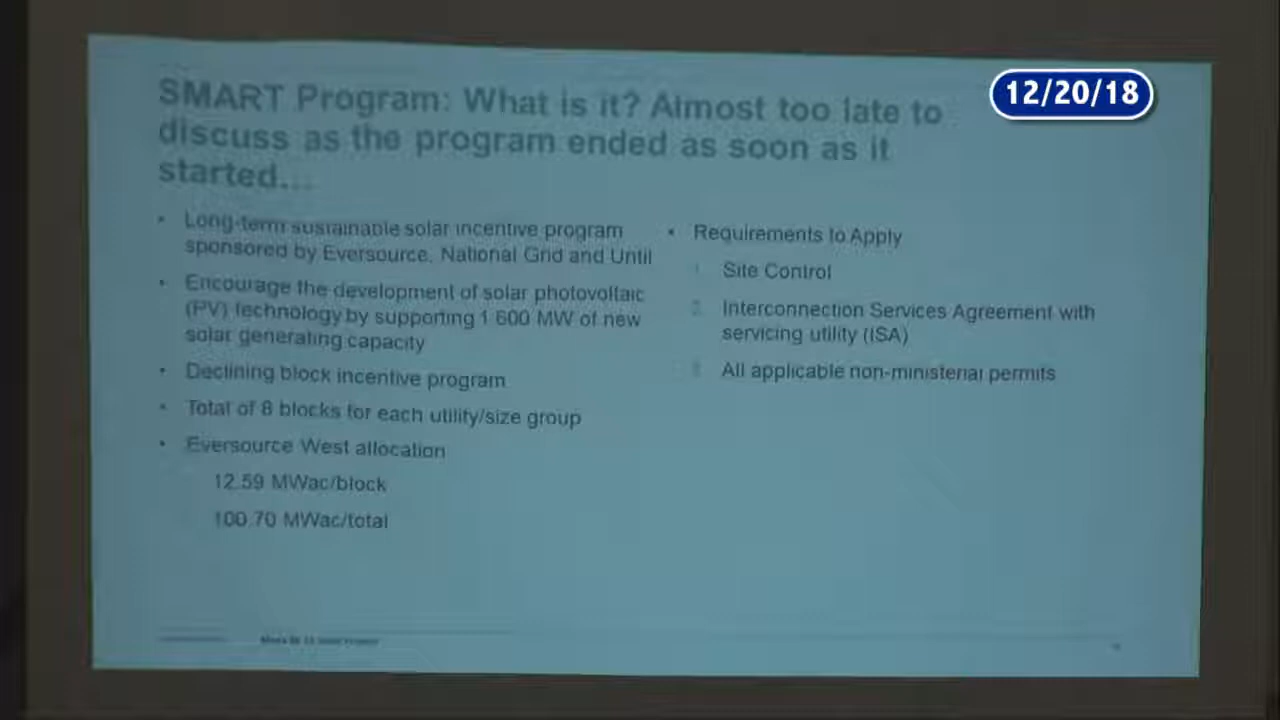 12/20/18
SMART Program: What is it? Almost too late to
discuss as the program ended as soon as it
started...
• Long-term sustainable solar incentive program
sponsored by Eversource, National Grid and Until
• Encourage the development of solar photovoltaic
(PV) technology by supporting 1 600 MW of new
solar generating capacity
• Declining block incentive program
• Total of 8 blocks for each utility/size group
• Eversource West allocation
12.59 MWac/block
100.70 MWac/total
• Requirements to Apply
1 Site Control
2 Interconnection Services Agreement with
servicing utility (ISA)
3 All applicable non-ministerial permits